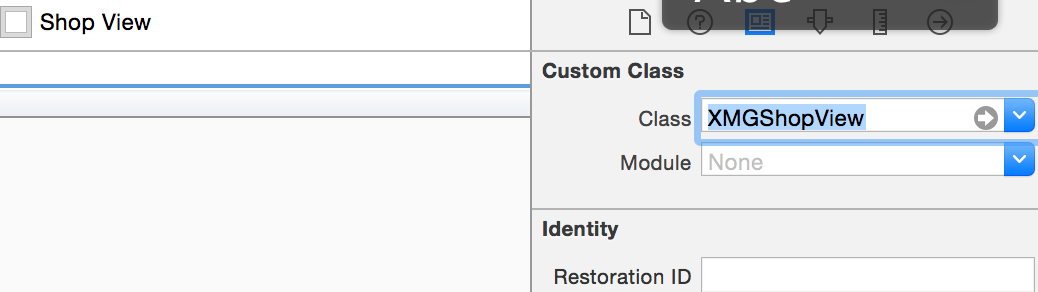 Shop View
Custom Class
Class XMGShopView
Module None
Identity
Restoration ID